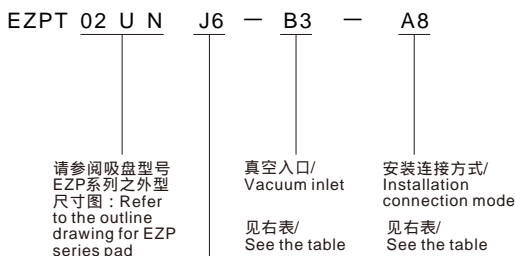 EZPT 02 U N J6 — B3 — A8
请参阅吸盘型号
EZP系列之外型
尺寸图：Refer
to the outline
drawing for EZP
series pad
真空入口/
Vacuum inlet
见右表/
See the table
安装连接方式/
Installation
connection mode
见右表/
See the table